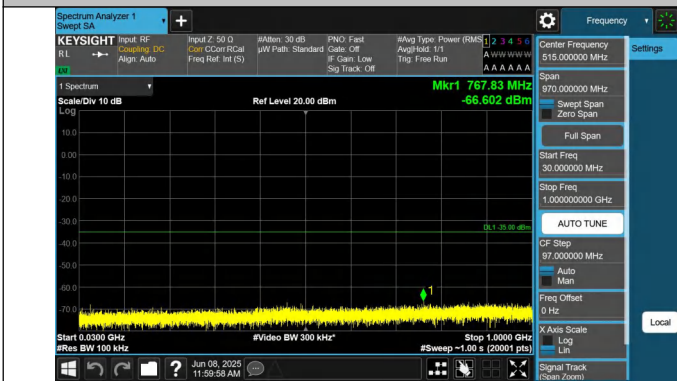 Spectrum Analyzer 1
Swept SA
Frequency
KEYSIGHT
R L
LXI
Input: RF
Coupling: DC
Align: Auto
Input Z: 50 Ω
Corr CCorr RCal
Freq Ref: Int (S)
#Atten: 30 dB
µW Path: Standard
PNO: Fast
Gate: Off
IF Gain: Low
Sig Track: Off
#Avg Type: Power (RMS
Avg|Hold: 1/1
Trig: Free Run
1 2 3 4 5 6
A W W W W W
A A A A A A
1 Spectrum
Scale/Div 10 dB
Ref Level 20.00 dBm
Mkr1 767.83 MHz
-66.602 dBm
Log
10.0
0.00
-10.0
-20.0
-30.0
DL1 -35.00 dBm
-40.0
-50.0
-60.0
1
-70.0
Start 0.0300 GHz
#Video BW 300 kHz*
Stop 1.0000 GHz
#Res BW 100 kHz
#Sweep ~1.00 s (20001 pts)
?
Jun 08, 2025
11:59:58 AM
Center Frequency
515.000000 MHz
Settings
Span
970.000000 MHz
Swept Span
Zero Span
Full Span
Start Freq
30.000000 MHz
Stop Freq
1.000000000 GHz
AUTO TUNE
CF Step
97.000000 MHz
Auto
Man
Freq Offset
0 Hz
X Axis Scale
Log
Lin
Local
Signal Track
(Span Zoom)